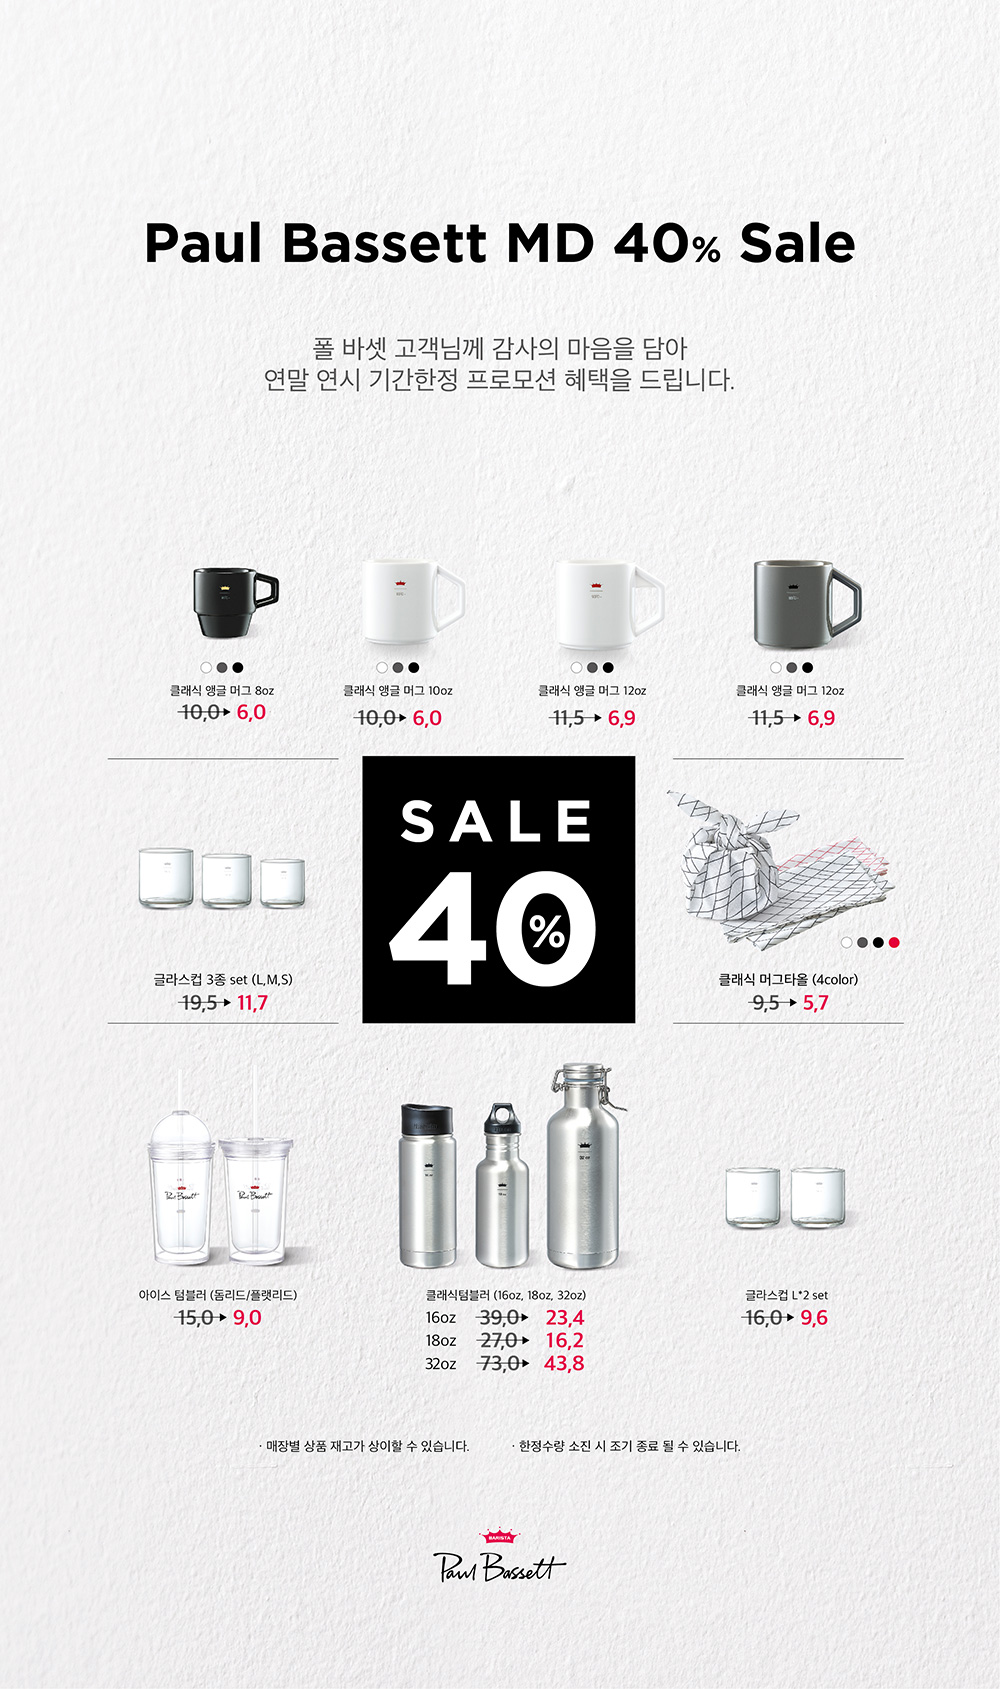 Paul Bassett MD 40% Sale
폴 바셋 고객님께 감사의 마음을 담아
연말 연시 기간한정 프로모션 혜택을 드립니다.
클래식 앵글 머그 8oz
10,0 ▶ 6,0
클래식 앵글 머그 10oz
10,0 ▶ 6,0
클래식 앵글 머그 12oz
11,5 ▶ 6,9
클래식 앵글 머그 12oz
11,5 ▶ 6,9
글라스컵 3종 set (L,M,S)
19,5 ▶ 11,7
SALE
40%
클래식 머그타올 (4color)
9,5 ▶ 5,7
Paul Bassett
Paul Bassett
아이스 텀블러 (돔리드/플랫리드)
15,0 ▶ 9,0
클래식텀블러 (16oz, 18oz, 32oz)
16oz 39,0 ▶ 23,4
18oz 27,0 ▶ 16,2
32oz 73,0 ▶ 43,8
글라스컵 L*2 set
16,0 ▶ 9,6
· 매장별 상품 재고가 상이할 수 있습니다.
· 한정수량 소진 시 조기 종료 될 수 있습니다.
BARISTA
Paul Bassett